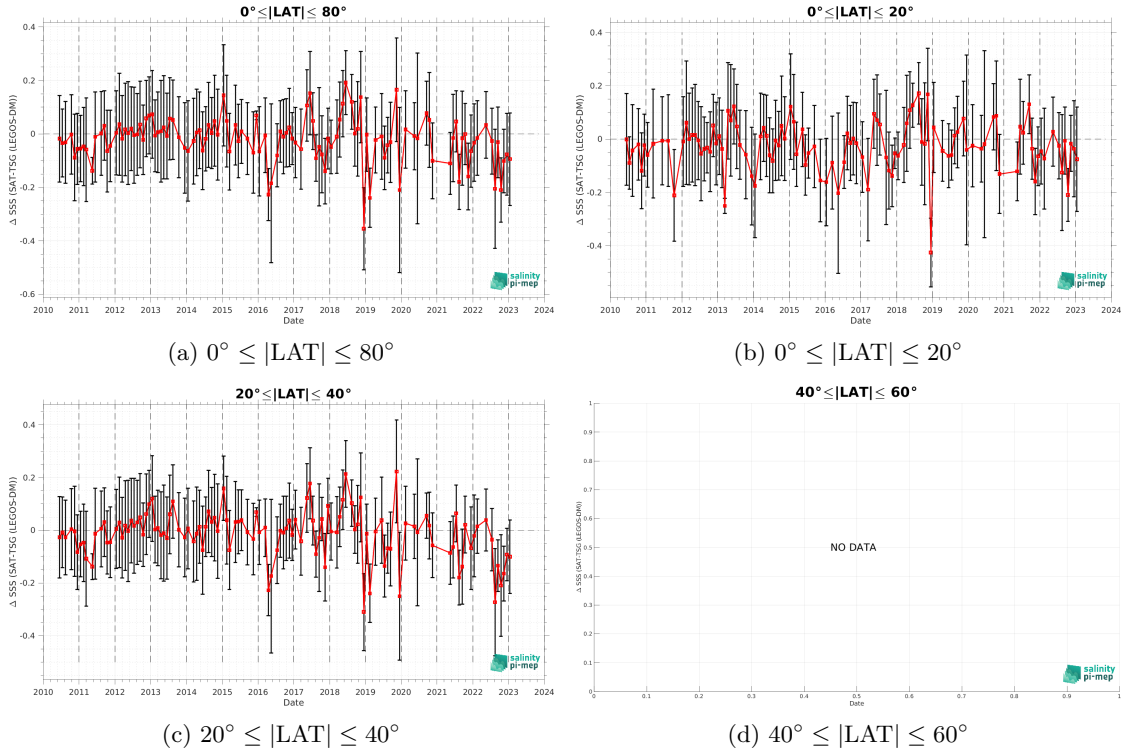 0°≤|LAT|≤ 80°
Δ SSS (SAT-TSG (LEGOS-DM))
0.4
0.2
0
-0.2
-0.4
-0.6
2010 2011 2012 2013 2014 2015 2016 2017 2018 2019 2020 2021 2022 2023 2024
Date
salinity
pi-mep
(a) 0° ≤ |LAT| ≤ 80°
0°≤|LAT|≤ 20°
Δ SSS (SAT-TSG (LEGOS-DM))
0.4
0.2
0
-0.2
-0.4
2010 2011 2012 2013 2014 2015 2016 2017 2018 2019 2020 2021 2022 2023 2024
Date
salinity
pi-mep
(b) 0° ≤ |LAT| ≤ 20°
20°≤|LAT|≤ 40°
Δ SSS (SAT-TSG (LEGOS-DM))
0.4
0.2
0
-0.2
-0.4
2010 2011 2012 2013 2014 2015 2016 2017 2018 2019 2020 2021 2022 2023 2024
Date
salinity
pi-mep
(c) 20° ≤ |LAT| ≤ 40°
40°≤|LAT|≤ 60°
Δ SSS (SAT-TSG (LEGOS-DM))
1
0.9
0.8
0.7
0.6
0.5
0.4
0.3
0.2
0.1
0
NO DATA
0 0.1 0.2 0.3 0.4 0.5 0.6 0.7 0.8 0.9 1
Date
salinity
pi-mep
(d) 40° ≤ |LAT| ≤ 60°